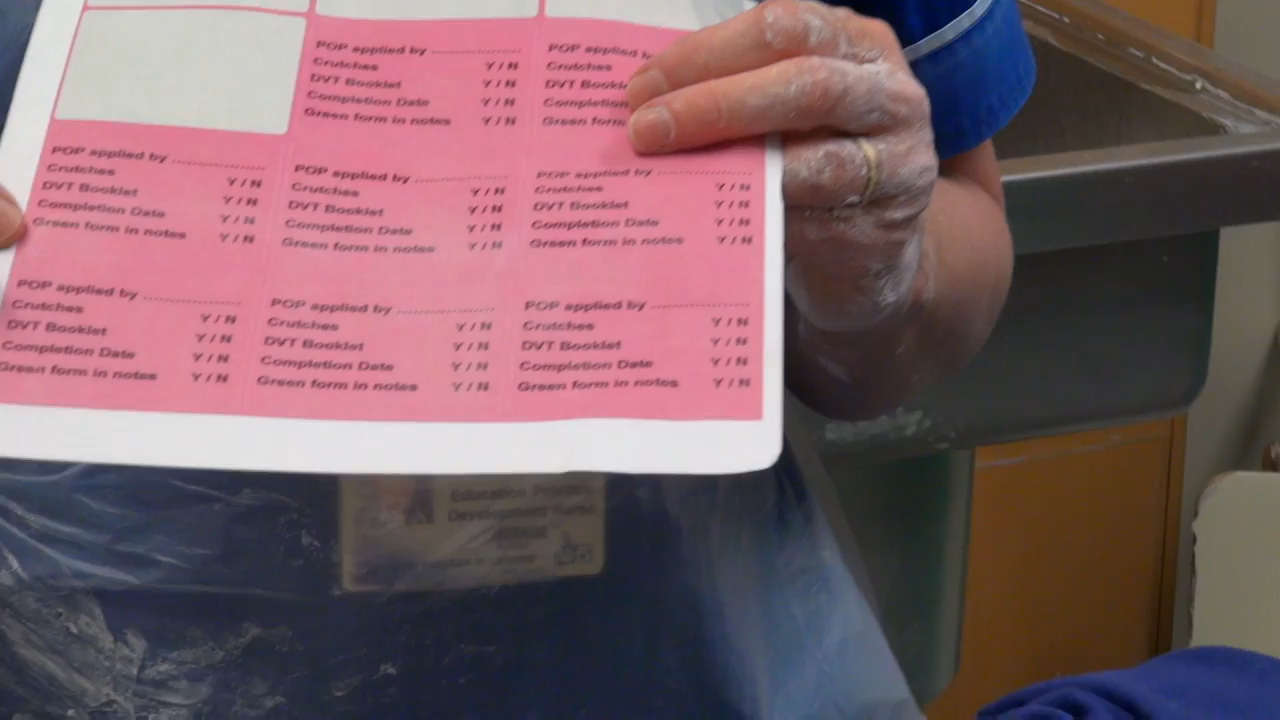 POP applied by ....................
Crutches Y / N
DVT Booklet Y / N
Completion Date Y / N
Green form in notes Y / N
POP applied by
Crutches
DVT
Completion
Green form
POP applied by ....................
Crutches Y / N
DVT Booklet Y / N
Completion Date Y / N
Green form in notes Y / N
POP applied by ....................
Crutches Y / N
DVT Booklet Y / N
Completion Date Y / N
Green form in notes Y / N
POP applied by ....................
Crutches Y / N
DVT Booklet Y / N
Completion Date Y / N
Green form in notes Y / N
POP applied by ....................
Crutches Y / N
DVT Booklet Y / N
Completion Date Y / N
Green form in notes Y / N
POP applied by ....................
Crutches Y / N
DVT Booklet Y / N
Completion Date Y / N
Green form in notes Y / N
POP applied by ....................
Crutches Y / N
DVT Booklet Y / N
Completion Date Y / N
Green form in notes Y / N
Education Practice
Development Nurse